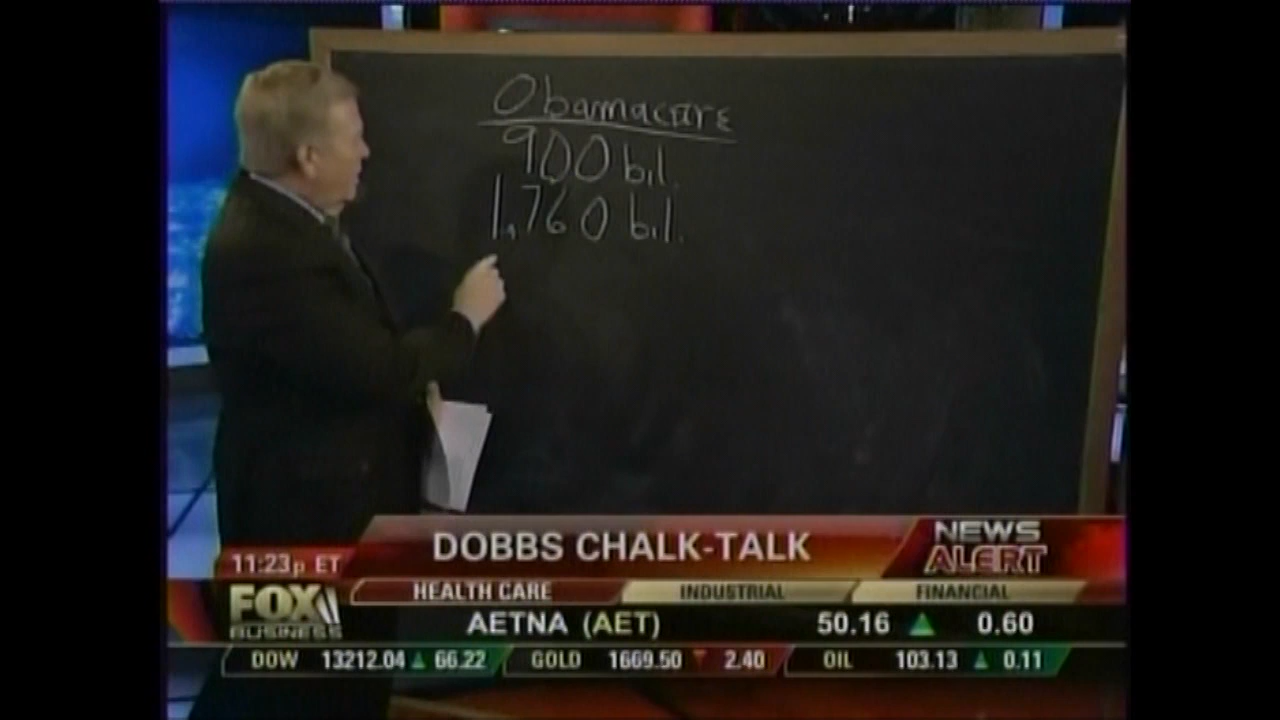 Obamacare
900 bil.
1,760 bil.
DOBBS CHALK-TALK
NEWS ALERT
11:23p ET
HEALTH CARE INDUSTRIAL FINANCIAL
FOX BUSINESS
AETNA (AET) 50.16 ▲ 0.60
DOW 13212.04 ▲ 66.22 GOLD 1669.50 ▼ 2.40 OIL 103.13 ▲ 0.11